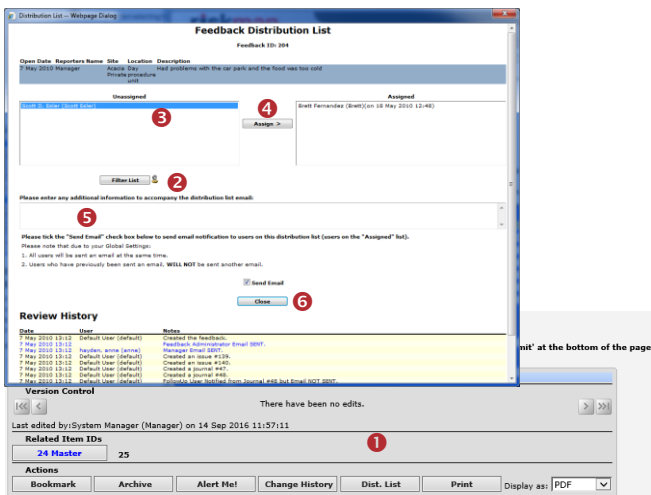 Distribution List -- Webpage Dialog
Feedback Distribution List
Feedback ID: 204
Open Date Reporters Name Site Location Description
7 May 2010 Manager Acacia Day Had problems with the car park and the food was too cold
Private procedure
unit
Unassigned Assigned
Scott D. Ezler (Scott Ezler) 3 4 Brett Fernandez (Brett)(on 18 May 2010 12:48)
Assign >
Filter List 2
Please enter any additional information to accompany the distribution list email:
5
Please tick the "Send Email" check box below to send email notification to users on this distribution list (users on the "Assigned" list).
Please note that due to your Global Settings:
1. All users will be sent an email at the same time.
2. Users who have previously been sent an email, WILL NOT be sent another email.
Send Email
Close 6
Review History
Date User Notes
7 May 2010 13:12 Default User (default) Created the feedback.
7 May 2010 13:12 Feedback Administrator Email SENT.
7 May 2010 13:12 hayden, anne (anne) Manager Email SENT.
7 May 2010 13:12 Default User (default) Created an issue #139.
7 May 2010 13:12 Default User (default) Created an issue #140.
7 May 2010 13:12 Default User (default) Created a journal #47.
7 May 2010 13:12 Default User (default) Created a journal #48.
7 May 2010 13:12 Default User (default) FollowUp User Notified from Journal #48 but Email NOT SENT.
mit' at the bottom of the page
Version Control
There have been no edits.
Last edited by:System Manager (Manager) on 14 Sep 2016 11:57:11
1
Related Item IDs
24 Master 25
Actions
Bookmark Archive Alert Me! Change History Dist. List Print Display as: PDF